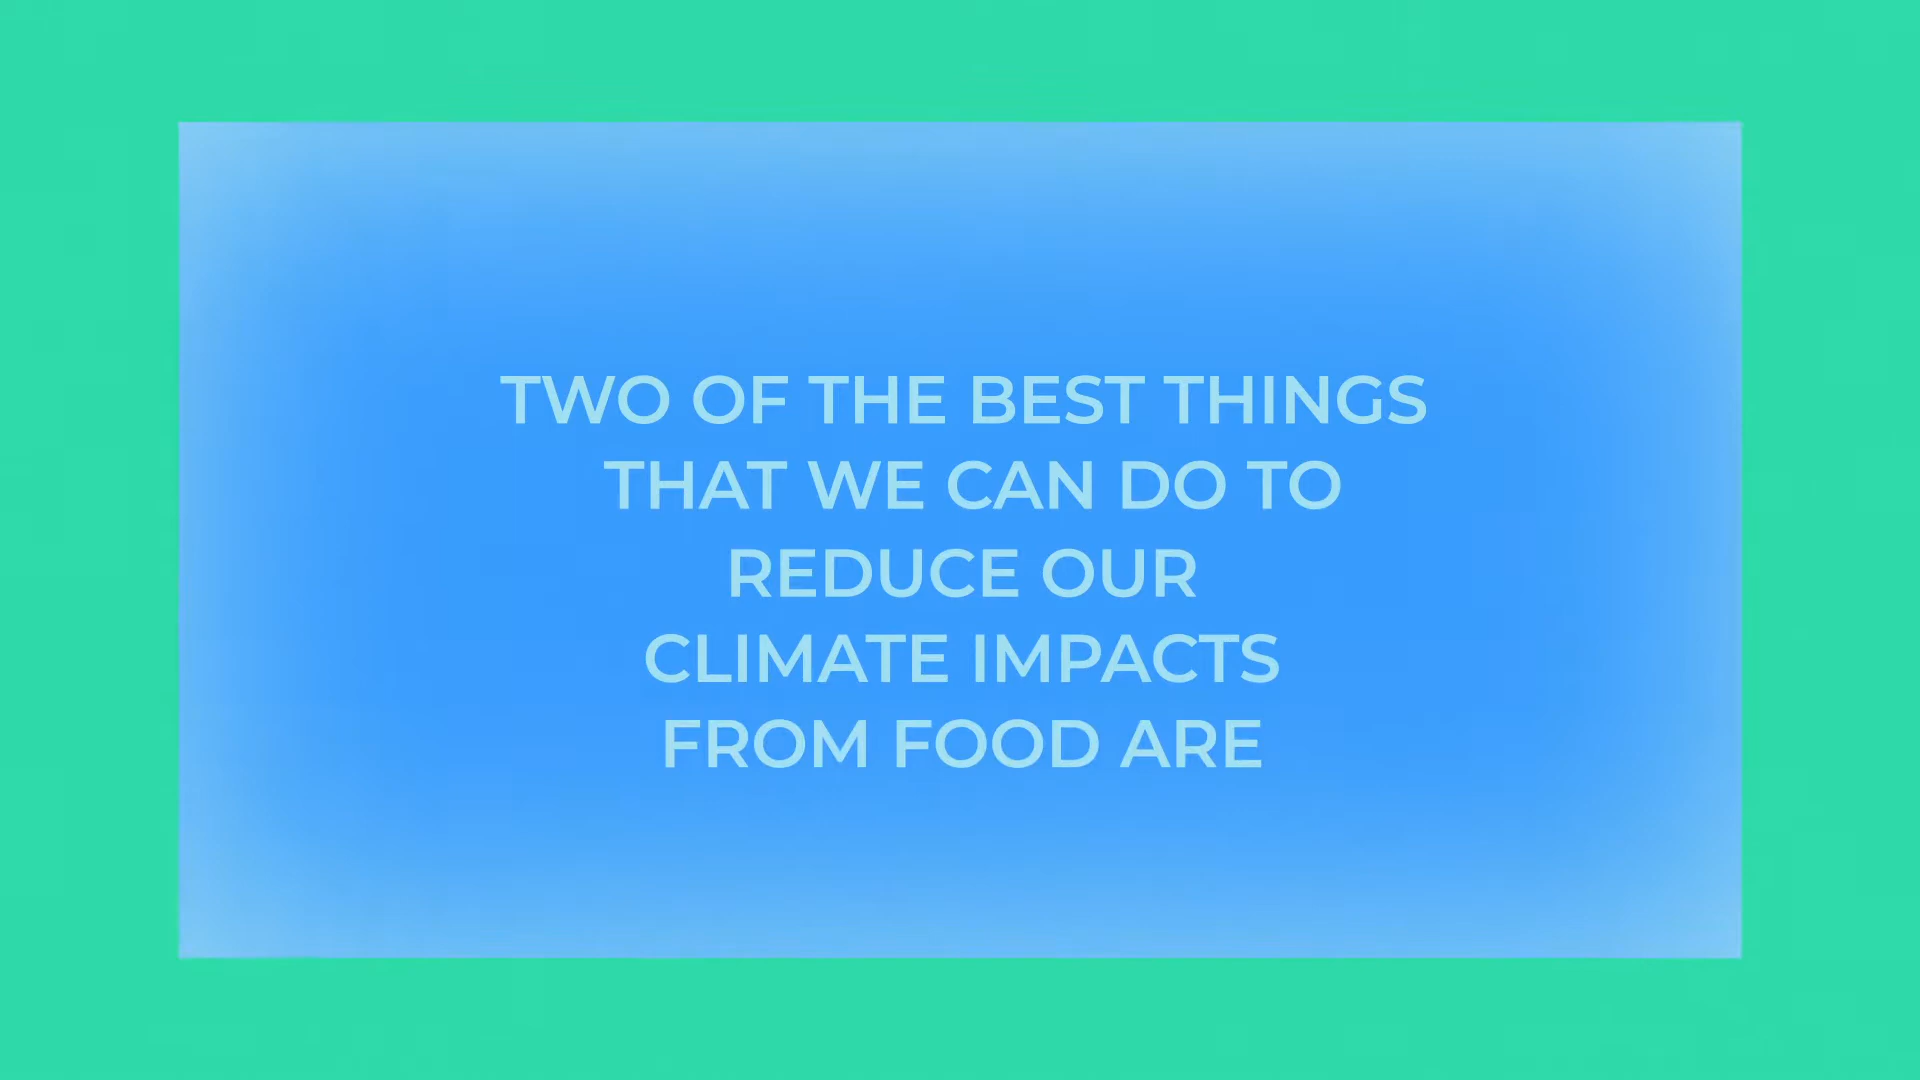 TWO OF THE BEST THINGS
THAT WE CAN DO TO
REDUCE OUR
CLIMATE IMPACTS
FROM FOOD ARE